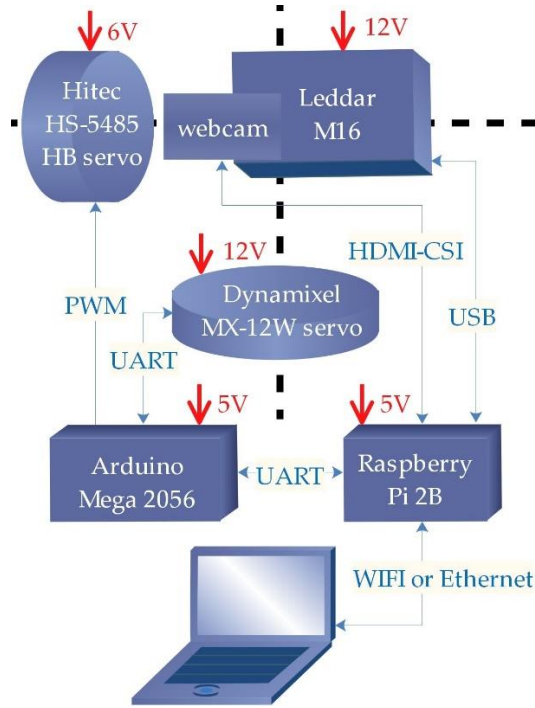 6V
12V
Hitec
HS-5485
HB servo
webcam
Leddar
M16
12V
HDMI-CSI
PWM
Dynamixel
MX-12W servo
USB
UART
5V
5V
Arduino
Mega 2056
UART
Raspberry
Pi 2B
WIFI or Ethernet